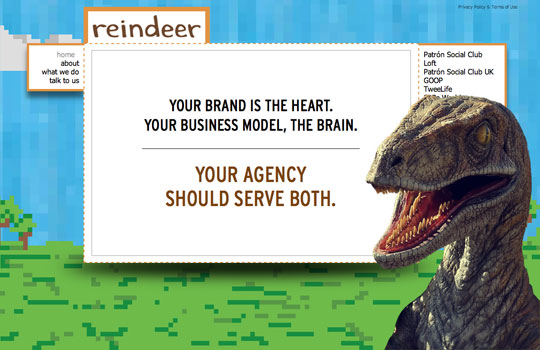 Privacy Policy & Terms of Use
reindeer
home
about
what we do
talk to us
YOUR BRAND IS THE HEART.
YOUR BUSINESS MODEL, THE BRAIN.
YOUR AGENCY
SHOULD SERVE BOTH.
Patrón Social Club
Loft
Patrón Social Club UK
GOOP
TweeLife